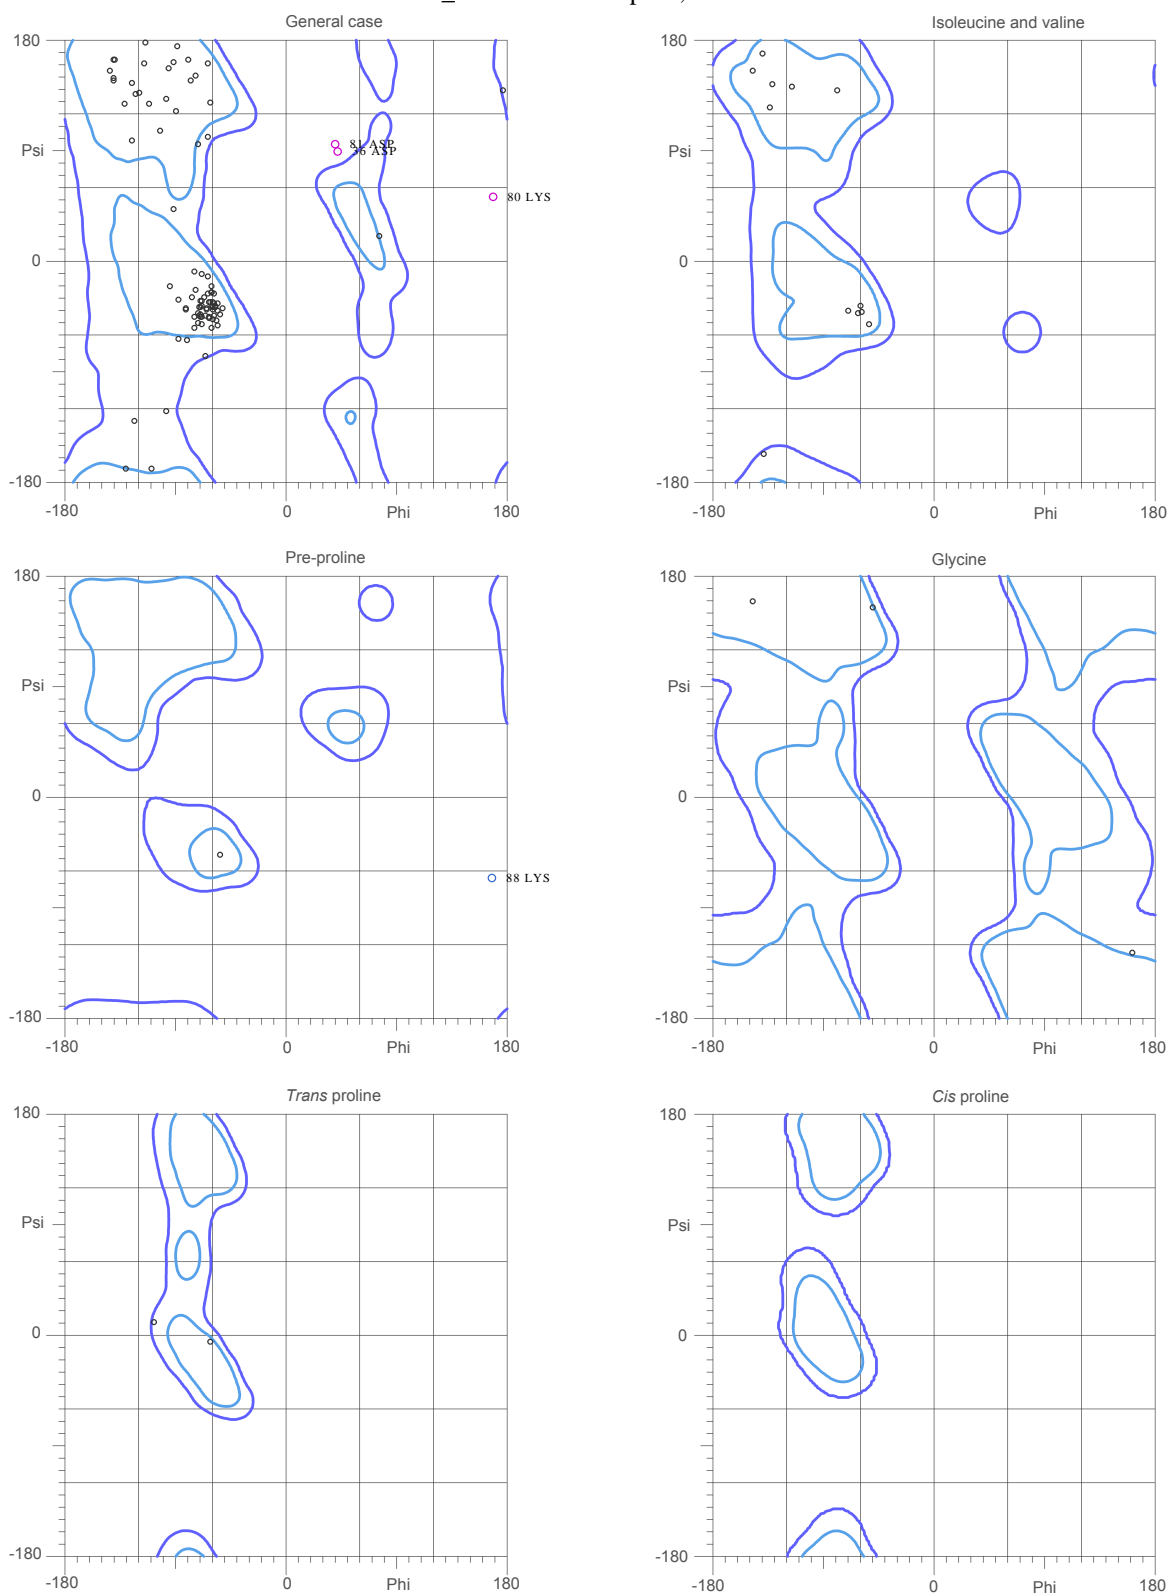 General case
Isoleucine and valine
180
180
81 ASP
Psi
Psi
80 LYS
0
0
-180
-180
-180
0
Phi
180
-180
0
Phi
180
Pre-proline
Glycine
180
180
Psi
Psi
0
0
88 LYS
-180
-180
-180
0
Phi
180
-180
0
Phi
180
Trans proline
Cis proline
180
180
Psi
Psi
0
0
-180
-180
-180
0
Phi
180
-180
0
Phi
180